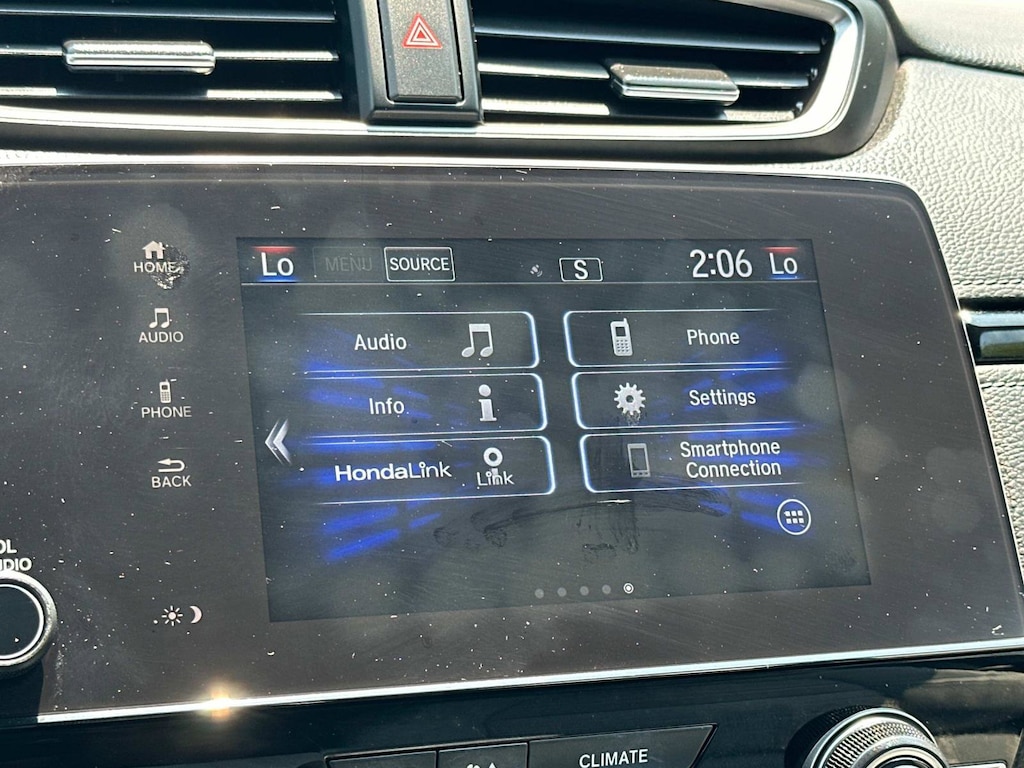 Lo MENU SOURCE S 2:06 Lo
HOME
AUDIO
PHONE
BACK
Audio
Phone
Info
Settings
HondaLink
Link
Smartphone
Connection
CLIMATE